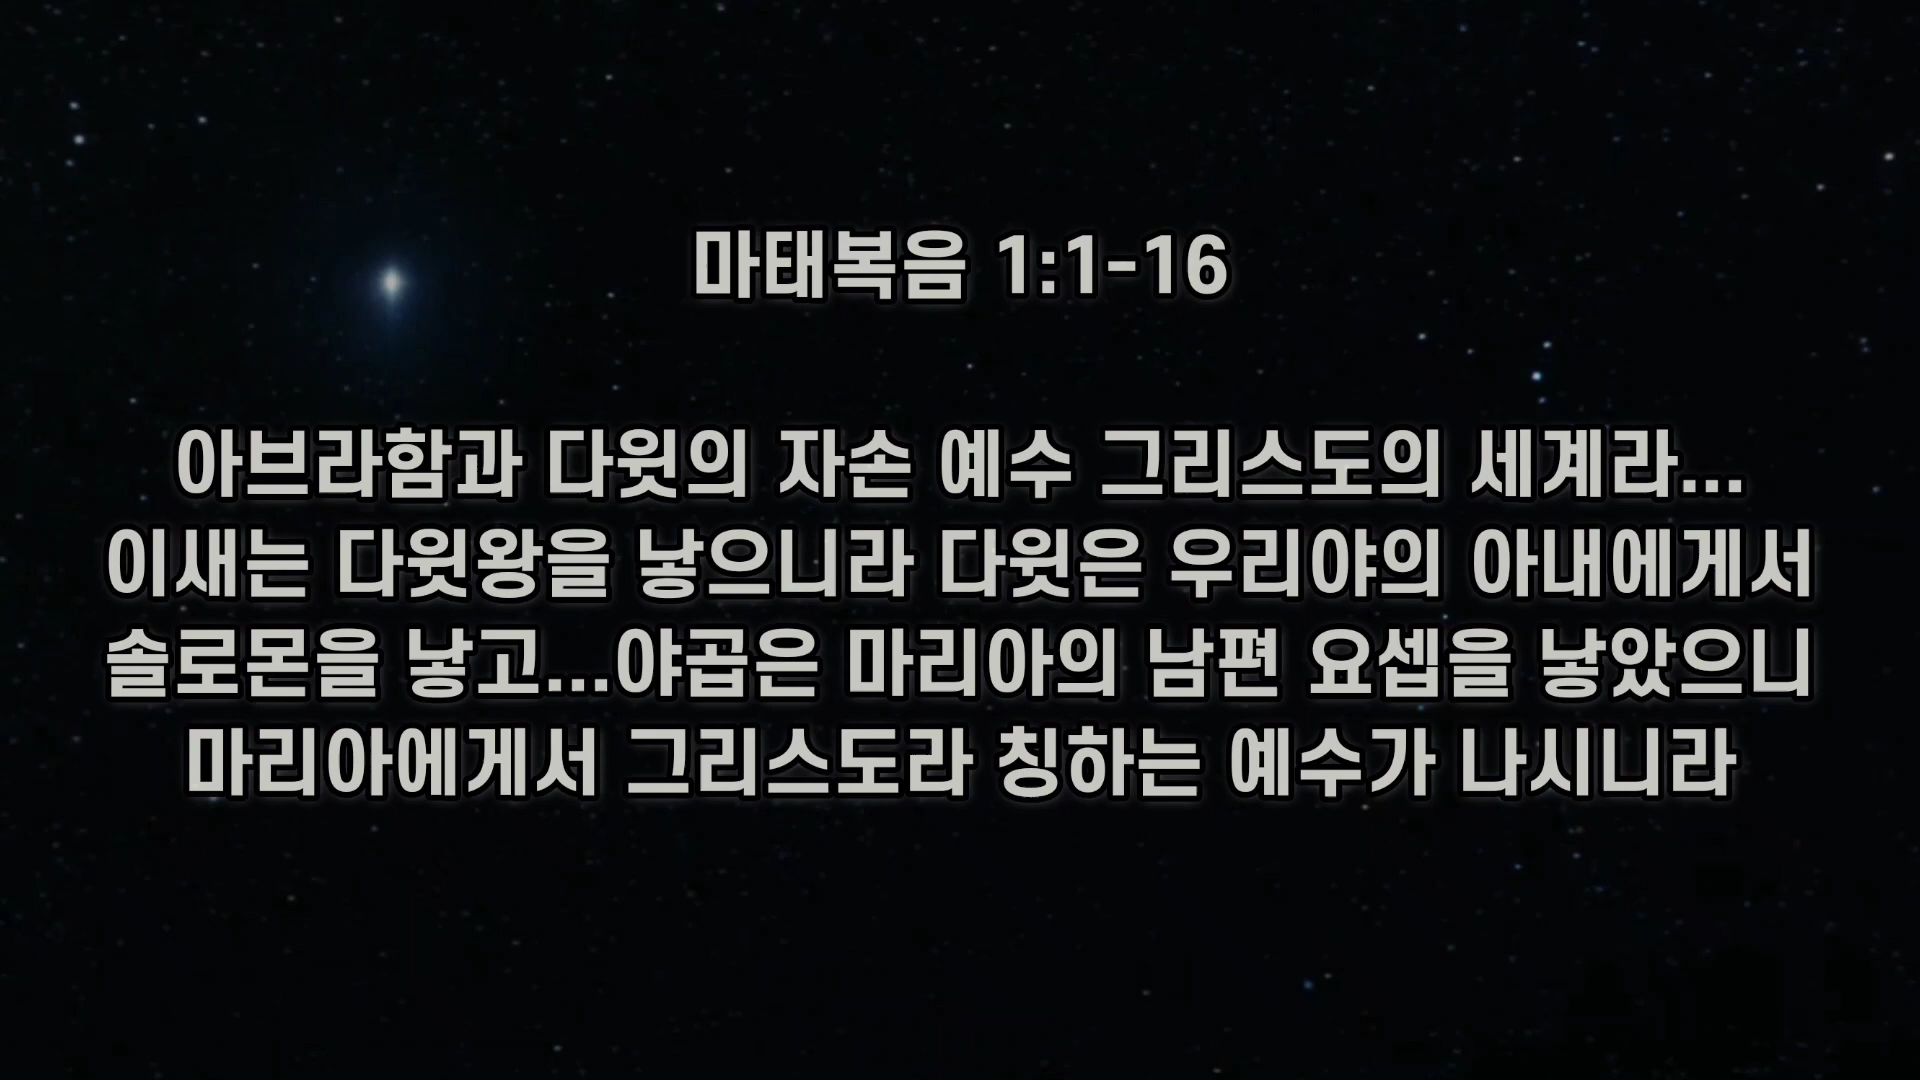 마태복음 1:1-16
아브라함과 다윗의 자손 예수 그리스도의 세계라...
이새는 다윗왕을 낳으니라 다윗은 우리야의 아내에게서
솔로몬을 낳고...야곱은 마리아의 남편 요셉을 낳았으니
마리아에게서 그리스도라 칭하는 예수가 나시니라